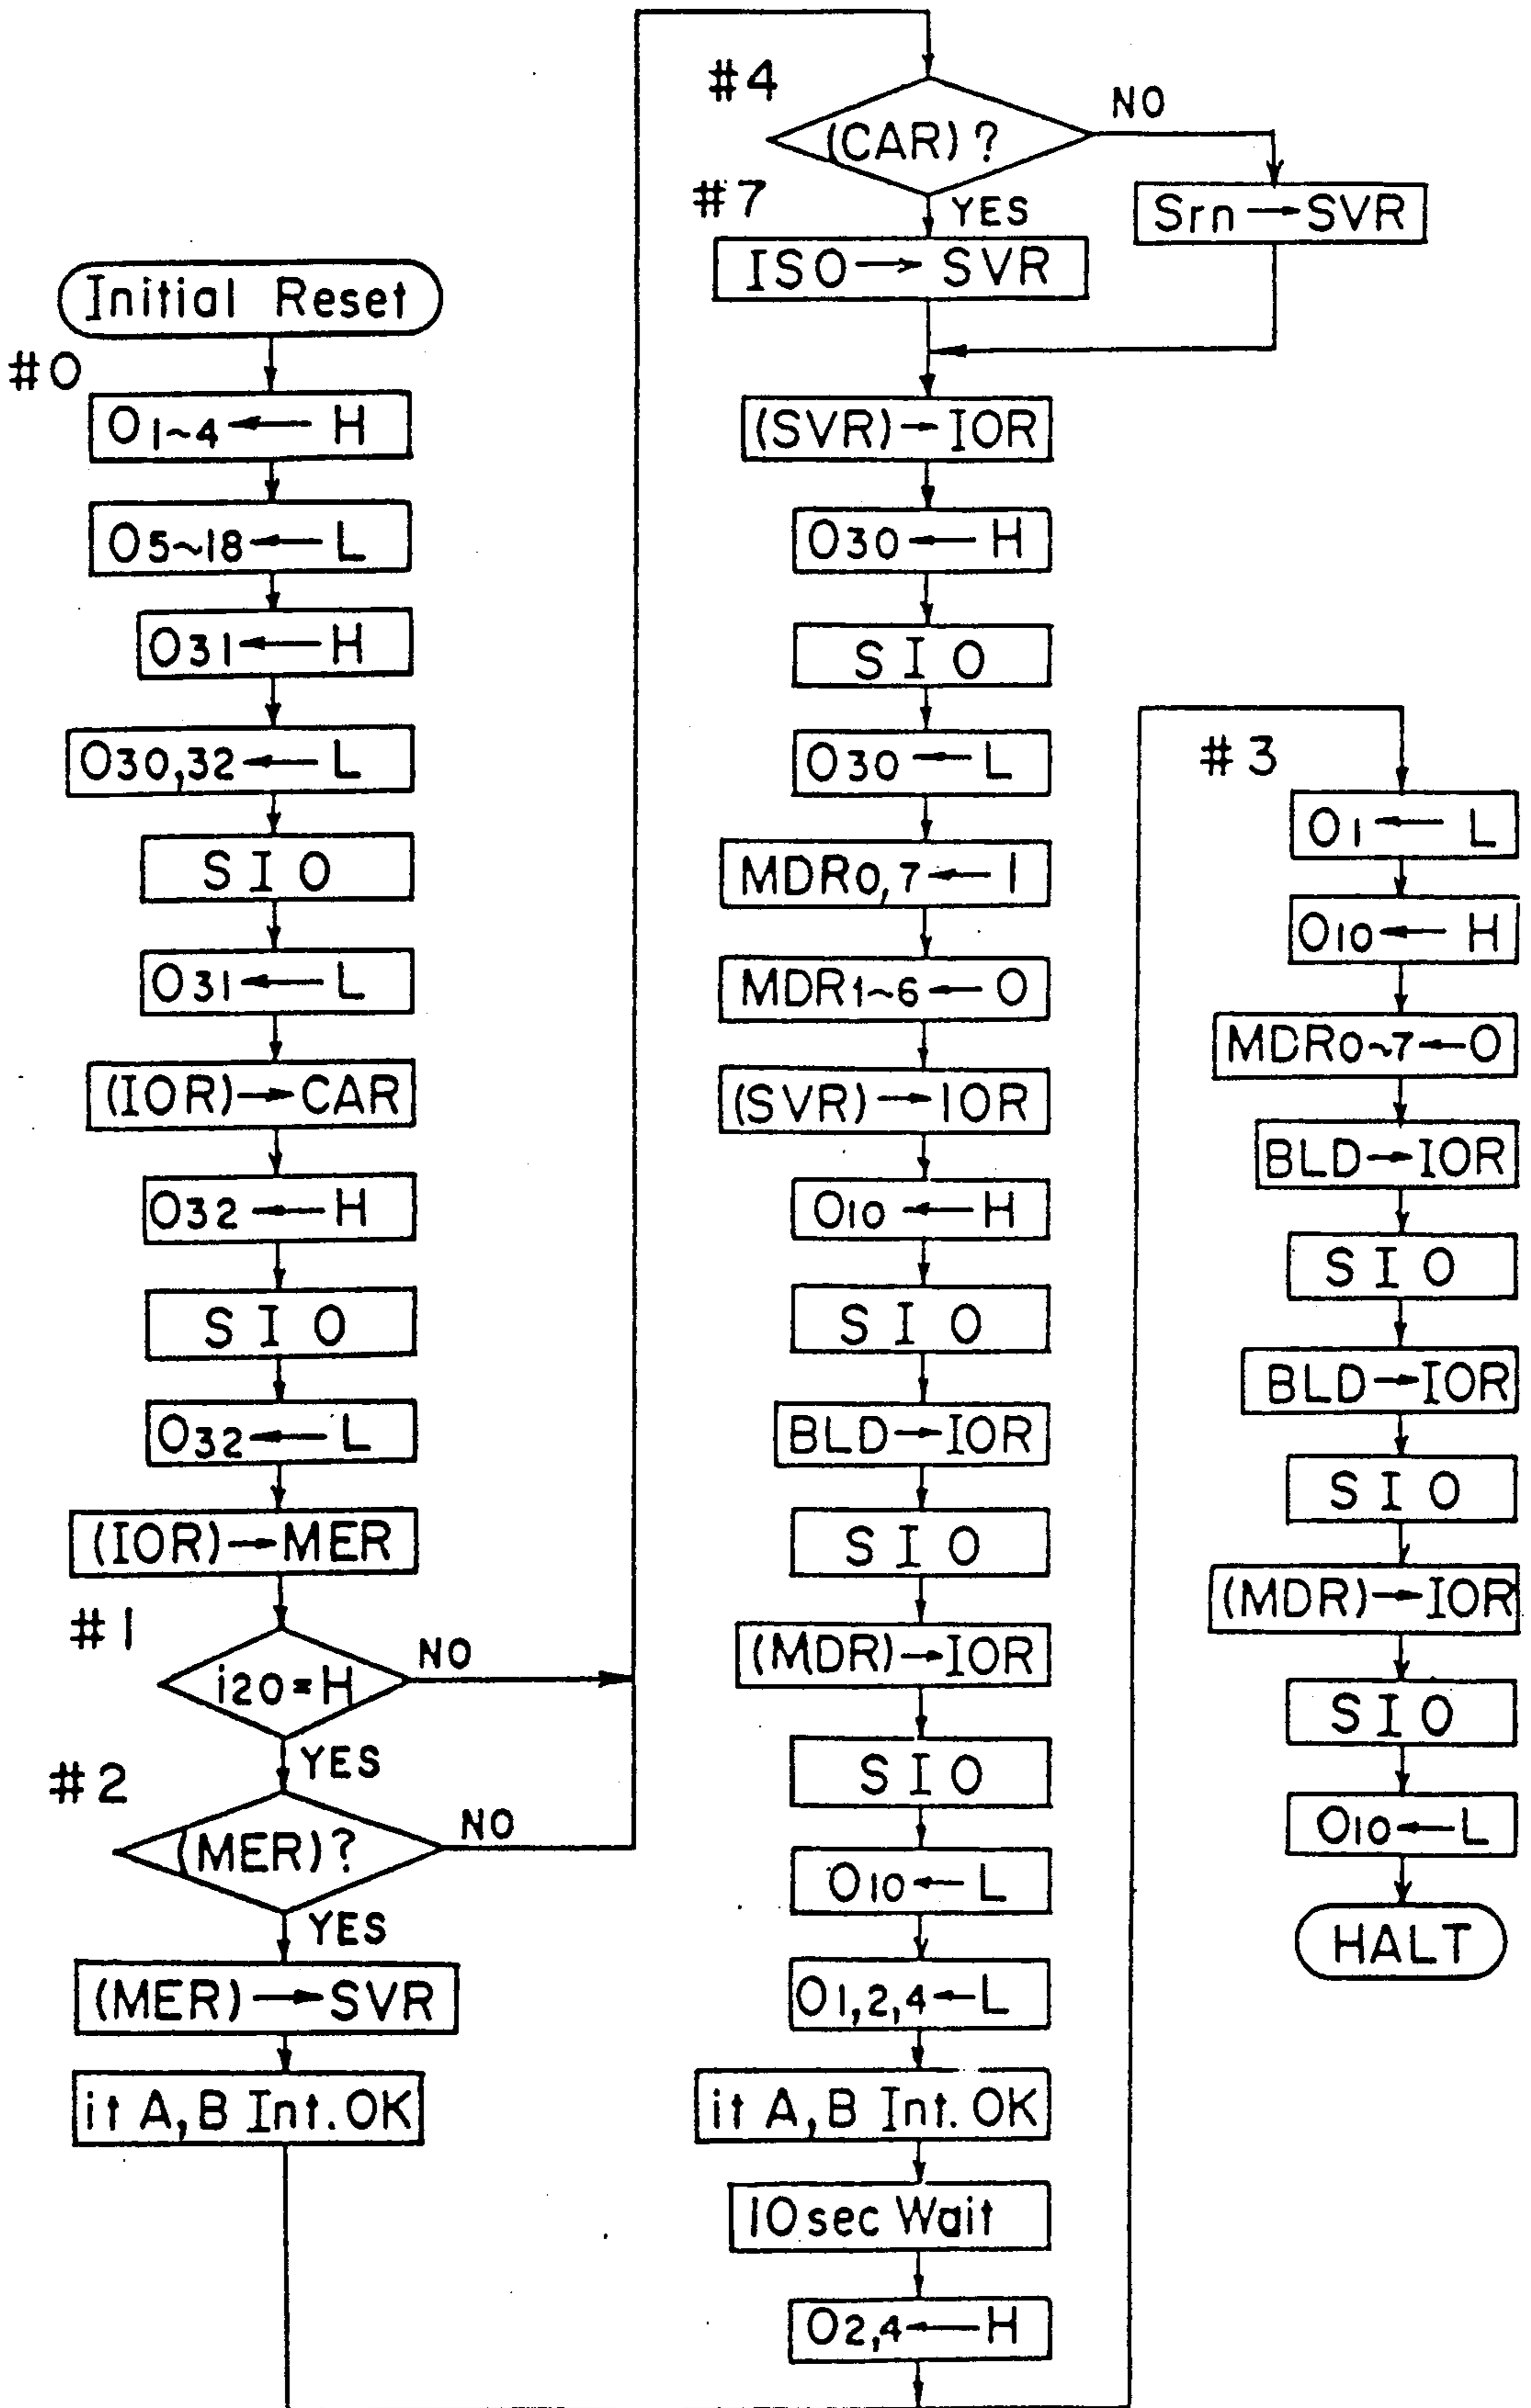 Initial Reset
#0
O1~4 ← H
O5~18 ← L
O31 ← H
O30,32 ← L
SIO
O31 ← L
(IOR) → CAR
O32 ← H
SIO
O32 ← L
(IOR) → MER
#1
i20=H
NO
YES
#2
(MER)?
NO
YES
(MER) → SVR
it A,B Int.OK
#4
(CAR)?
NO
Srn → SVR
#7
YES
ISO → SVR
(SVR) → IOR
O30 ← H
SIO
O30 ← L
MDR0,7 ← 1
MDR1~6 ← O
(SVR) → IOR
O10 ← H
SIO
BLD → IOR
SIO
(MDR) → IOR
SIO
O10 ← L
O1,2,4 ← L
it A,B Int.OK
10sec Wait
O2,4 ← H
#3
O1 ← L
O10 ← H
MDR0~7 ← O
BLD → IOR
SIO
BLD → IOR
SIO
(MDR) → IOR
SIO
O10 ← L
HALT